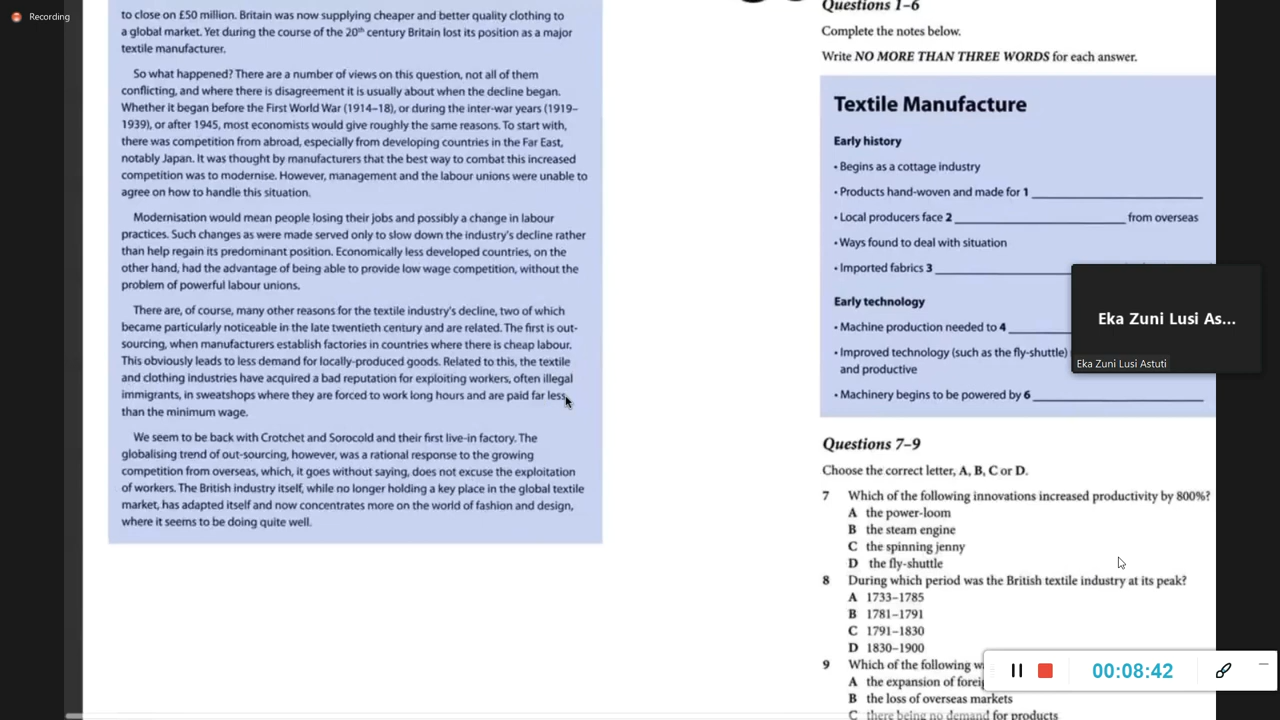 Recording
to close on £50 million. Britain was now supplying cheaper and better quality clothing to
a global market. Yet during the course of the 20th century Britain lost its position as a major
textile manufacturer.
So what happened? There are a number of views on this question, not all of them
conflicting, and where there is disagreement it is usually about when the decline began.
Whether it began before the First World War (1914–18), or during the inter-war years (1919–
1939), or after 1945, most economists would give roughly the same reasons. To start with,
there was competition from abroad, especially from developing countries in the Far East,
notably Japan. It was thought by manufacturers that the best way to combat this increased
competition was to modernise. However, management and the labour unions were unable to
agree on how to handle this situation.
Modernisation would mean people losing their jobs and possibly a change in labour
practices. Such changes as were made served only to slow down the industry's decline rather
than help regain its predominant position. Economically less developed countries, on the
other hand, had the advantage of being able to provide low wage competition, without the
problem of powerful labour unions.
There are, of course, many other reasons for the textile industry's decline, two of which
became particularly noticeable in the late twentieth century and are related. The first is out-
sourcing, when manufacturers establish factories in countries where there is cheap labour.
This obviously leads to less demand for locally-produced goods. Related to this, the textile
and clothing industries have acquired a bad reputation for exploiting workers, often illegal
immigrants, in sweatshops where they are forced to work long hours and are paid far less
than the minimum wage.
We seem to be back with Crotchet and Sorocold and their first live-in factory. The
globalising trend of out-sourcing, however, was a rational response to the growing
competition from overseas, which, it goes without saying, does not excuse the exploitation
of workers. The British industry itself, while no longer holding a key place in the global textile
market, has adapted itself and now concentrates more on the world of fashion and design,
where it seems to be doing quite well.
Questions 1–6
Complete the notes below.
Write NO MORE THAN THREE WORDS for each answer.
Textile Manufacture
Early history
• Begins as a cottage industry
• Products hand-woven and made for 1
• Local producers face 2 from overseas
• Ways found to deal with situation
• Imported fabrics 3
Early technology
• Machine production needed to 4
• Improved technology (such as the fly-shuttle)
and productive
• Machinery begins to be powered by 6
Eka Zuni Lusi As...
Eka Zuni Lusi Astuti
Questions 7–9
Choose the correct letter, A, B, C or D.
7 Which of the following innovations increased productivity by 800%?
A the power-loom
B the steam engine
C the spinning jenny
D the fly-shuttle
8 During which period was the British textile industry at its peak?
A 1733–1785
B 1781–1791
C 1791–1830
D 1830–1900
9 Which of the following
A the expansion of
B the loss of overseas markets
C there being no demand for products
00:08:42